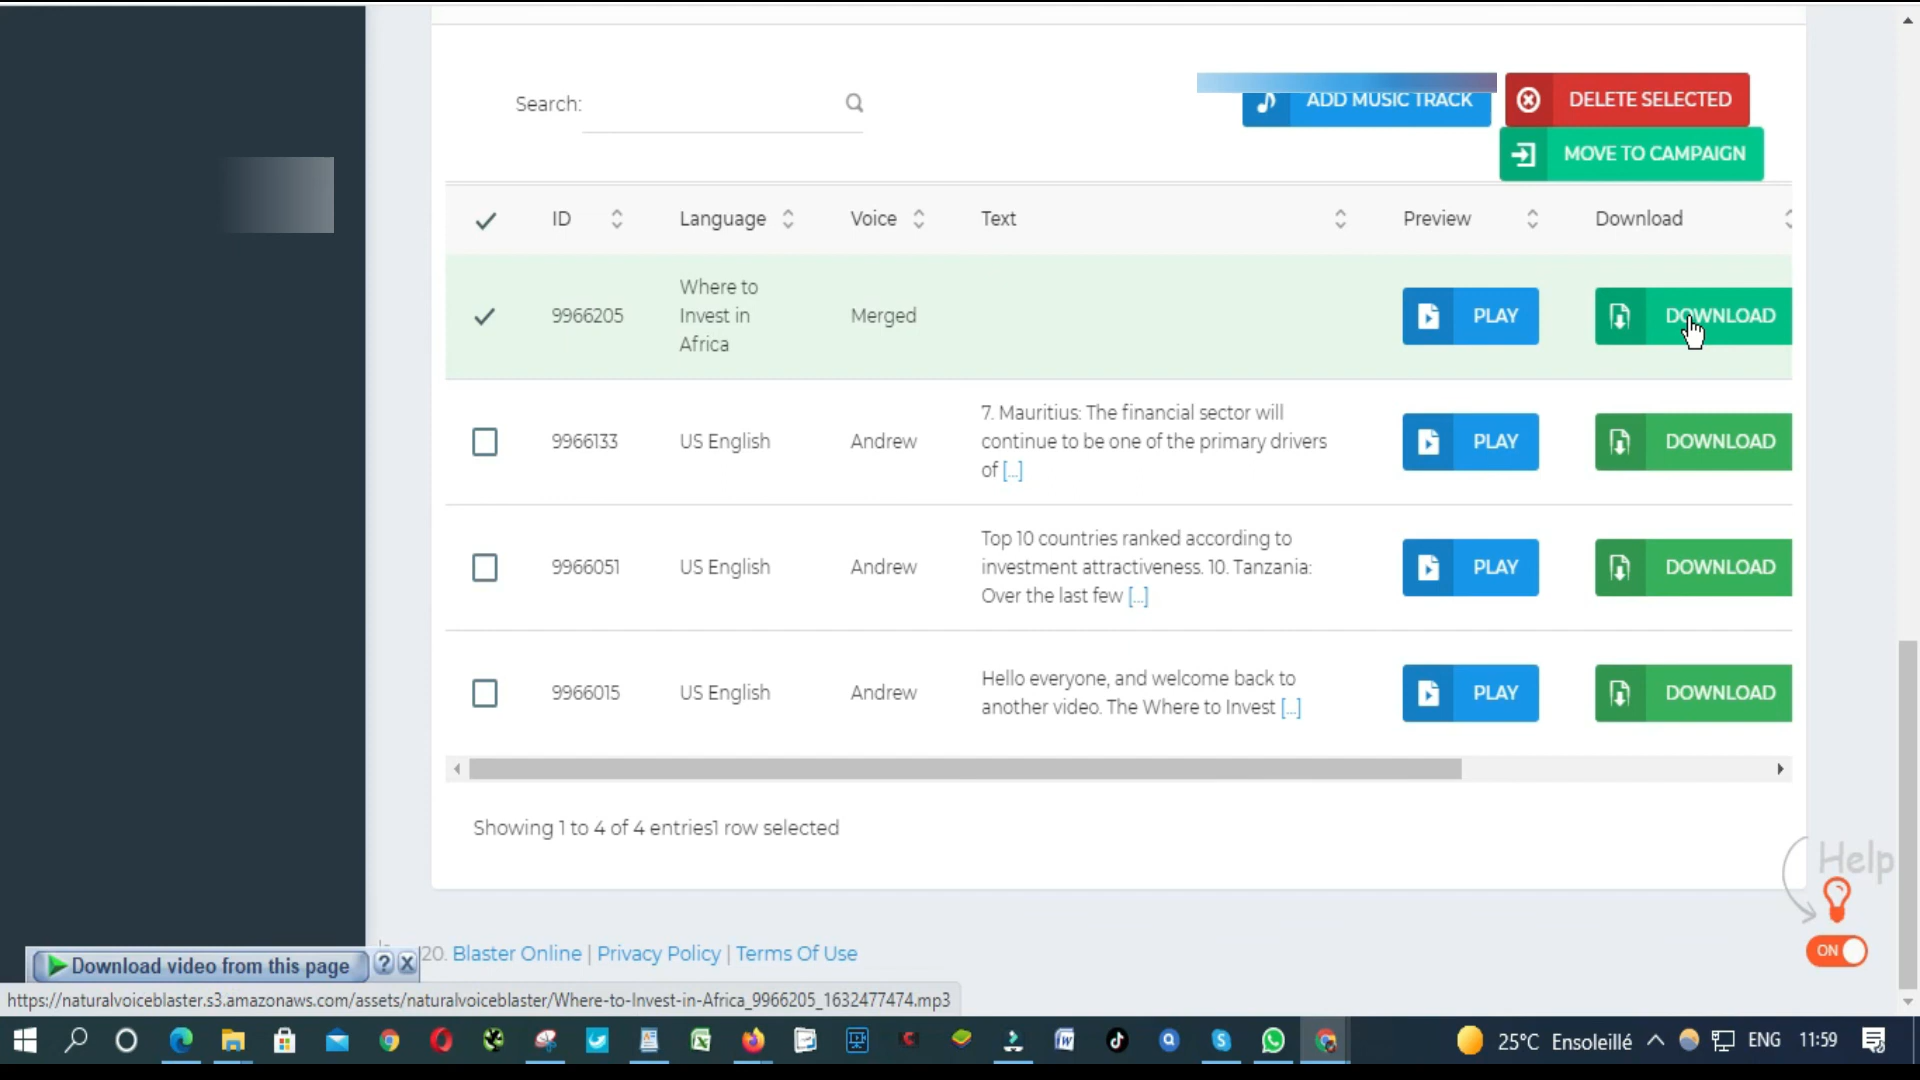 Search:
ADD MUSIC TRACK
DELETE SELECTED
MOVE TO CAMPAIGN
ID Language Voice Text Preview Download
9966205 Where to Invest in Africa Merged PLAY DOWNLOAD
9966133 US English Andrew 7. Mauritius: The financial sector will
continue to be one of the primary drivers
of [...]
PLAY DOWNLOAD
9966051 US English Andrew Top 10 countries ranked according to
investment attractiveness. 10. Tanzania:
Over the last few [...]
PLAY DOWNLOAD
9966015 US English Andrew Hello everyone, and welcome back to
another video. The Where to Invest [...]
PLAY DOWNLOAD
Showing 1 to 4 of 4 entries1 row selected
Help
ON
20. Blaster Online | Privacy Policy | Terms Of Use
Download video from this page ? X
https://naturalvoiceblaster.s3.amazonaws.com/assets/naturalvoiceblaster/Where-to-Invest-in-Africa_9966205_1632477474.mp3
25°C Ensoleillé ENG 11:59